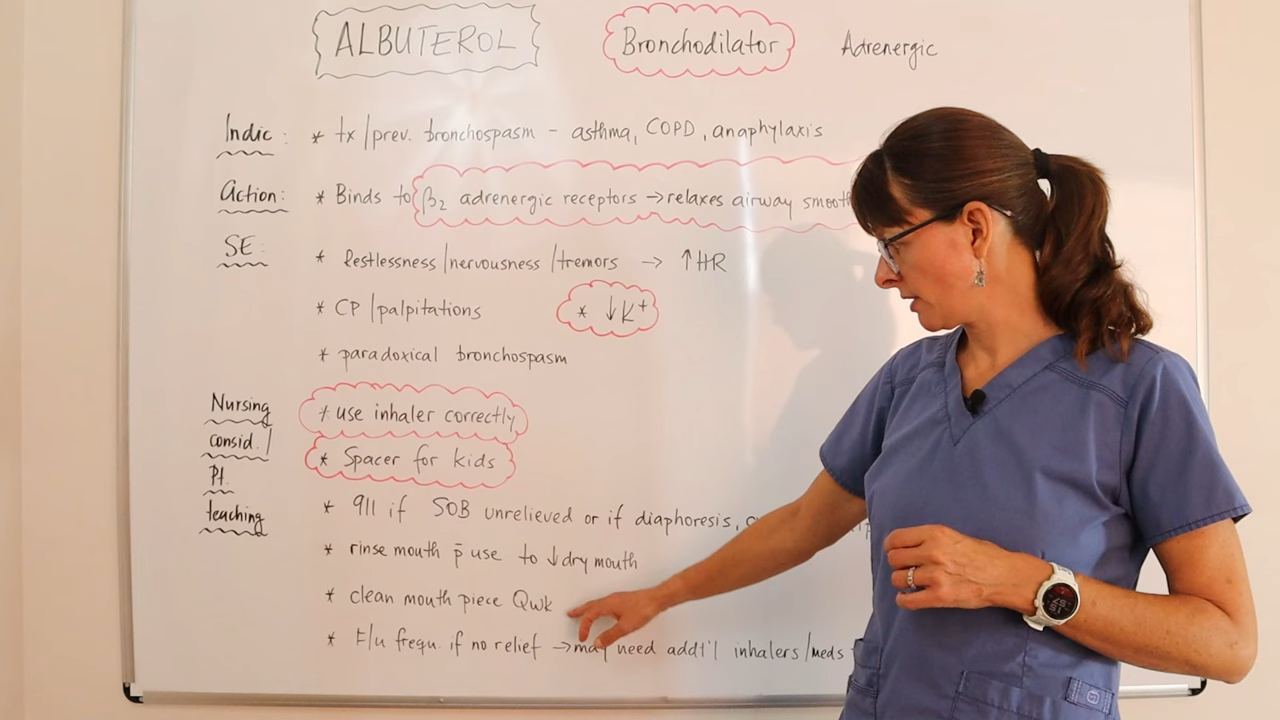 ALBUTEROL Bronchodilator Adrenergic
Indic: * tx/prev. bronchospasm - asthma, COPD, anaphylaxis
Action: * Binds to β2 adrenergic receptors → relaxes airway smooth
SE: * Restlessness/nervousness/tremors → ↑HR
* CP/palpitations * ↓K+
* paradoxical bronchospasm
Nursing * use inhaler correctly
consid./ * Spacer for kids
Pt.
teaching * 911 if SOB unrelieved or if diaphoresis,
* rinse mouth p̄ use to ↓dry mouth
* clean mouth piece Qwk
* F/u frequ. if no relief → may need addt'l inhalers/meds